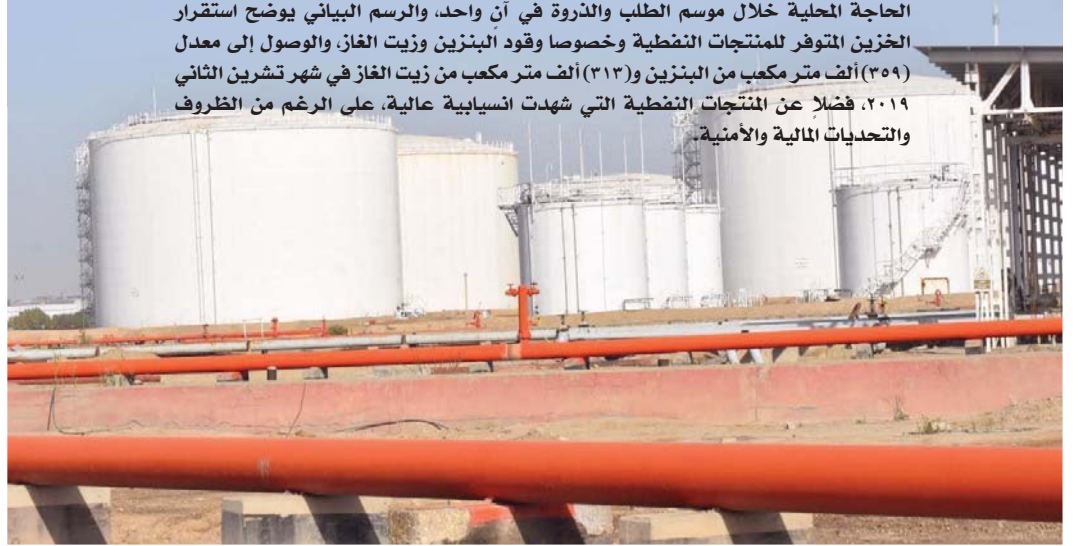 الحاجة المحلية خلال موسم الطلب والذروة في آنٍ واحد، والرسم البياني يوضح استقرار
الخزين المتوفر للمنتجات النفطية وخصوصا وقود البنزين وزيت الغاز، والوصول إلى معدل
(٣٥٩) ألف متر مكعب من البنزين و(٣١٣) ألف متر مكعب من زيت الغاز في شهر تشرين الثاني
٢٠١٩، فضلاً عن المنتجات النفطية التي شهدت انسيابية عالية، على الرغم من الظروف
والتحديات المالية والأمنية.